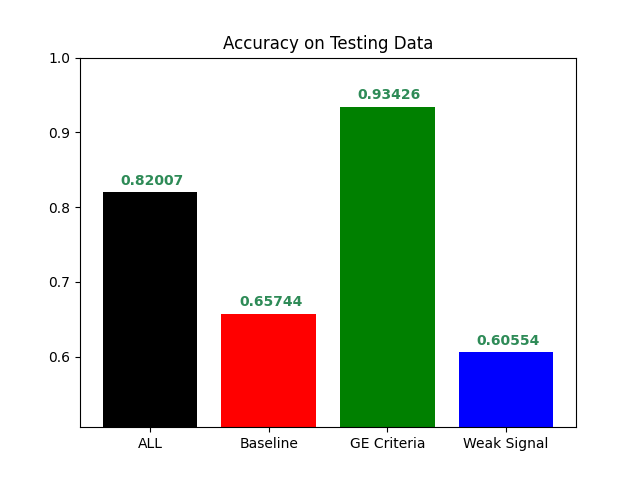 Accuracy on Testing Data
1.0
0.9
0.8
0.7
0.6
0.82007
0.65744
0.93426
0.60554
ALL
Baseline
GE Criteria
Weak Signal